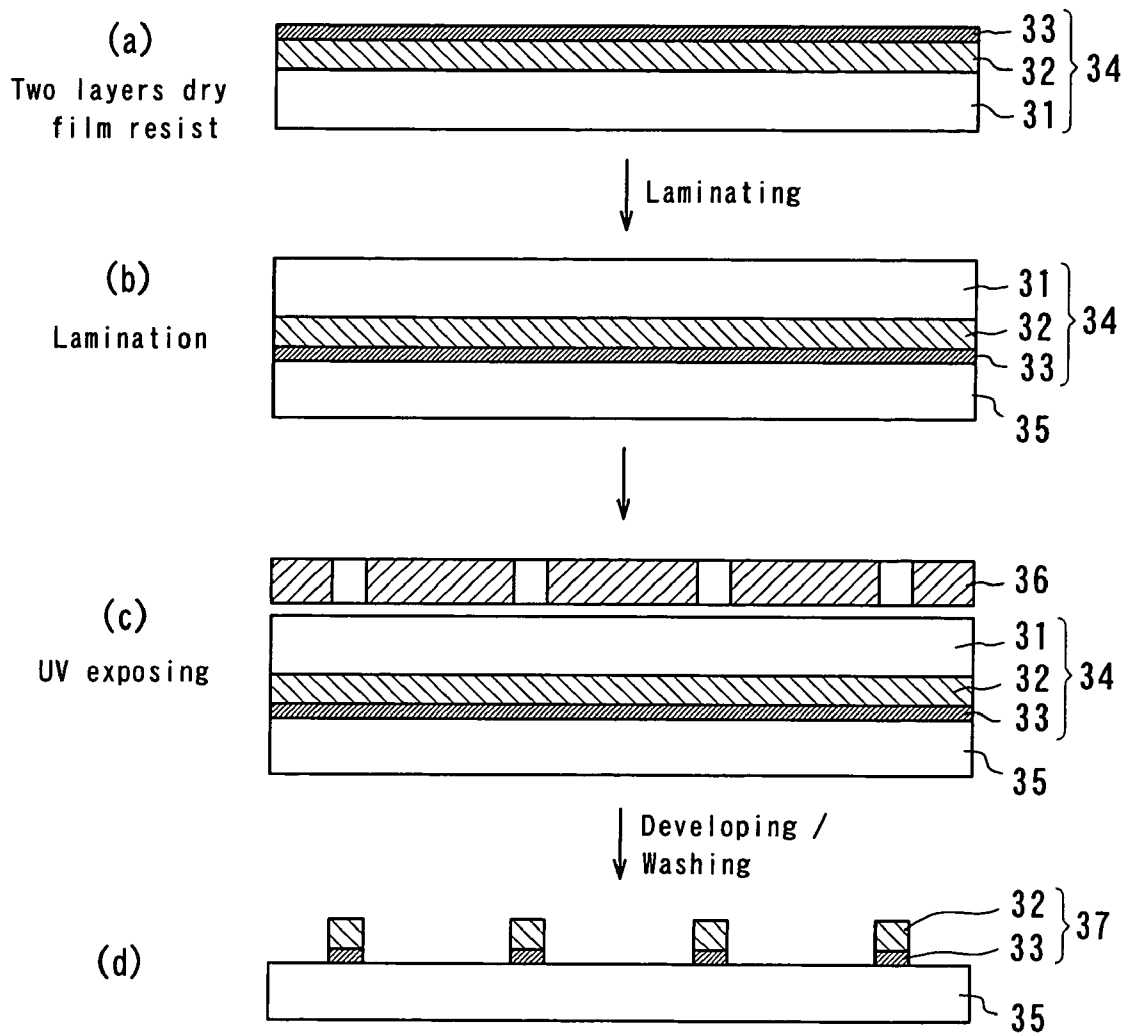 (a)
Two layers dry
film resist
33
32
31
34
Laminating
(b)
Lamination
31
32
33
34
35
36
(c)
UV exposing
31
32
33
34
35
Developing /
Washing
(d)
32
33
37
35